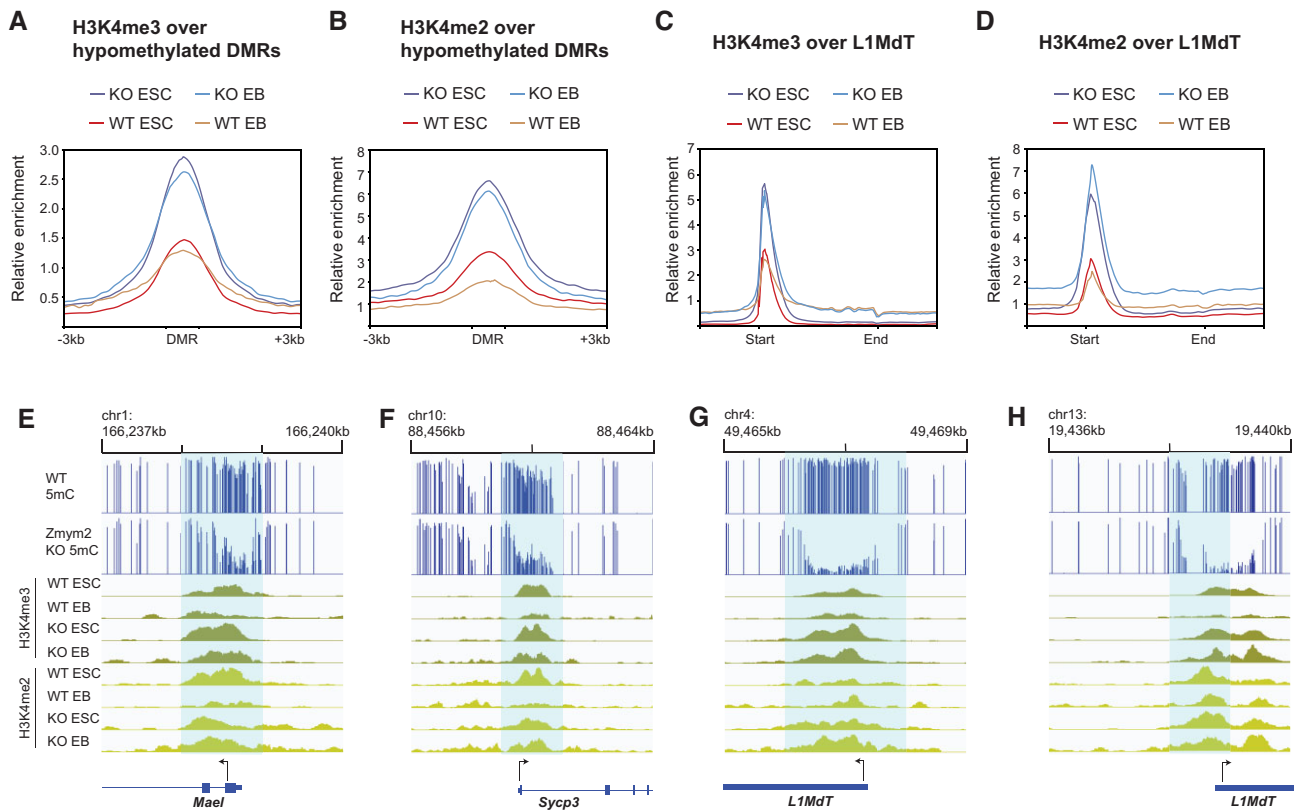 A
H3K4me3 over
hypomethylated DMRs
KO ESC
KO EB
WT ESC
WT EB
Relative enrichment
3.0
2.5
2.0
1.5
1.0
0.5
-3kb
DMR
+3kb
B
H3K4me2 over
hypomethylated DMRs
KO ESC
KO EB
WT ESC
WT EB
Relative enrichment
8
7
6
5
4
3
2
1
-3kb
DMR
+3kb
C
H3K4me3 over L1MdT
KO ESC
KO EB
WT ESC
WT EB
Relative enrichment
7
6
5
4
3
2
1
Start
End
D
H3K4me2 over L1MdT
KO ESC
KO EB
WT ESC
WT EB
Relative enrichment
8
7
6
5
4
3
2
1
Start
End
E
chr1:
166,237kb
166,240kb
WT
5mC
Zmym2
KO 5mC
H3K4me3
WT ESC
WT EB
KO ESC
KO EB
H3K4me2
WT ESC
WT EB
KO ESC
KO EB
Mael
F
chr10:
88,456kb
88,464kb
Sycp3
G
chr4:
49,465kb
49,469kb
L1MdT
H
chr13:
19,436kb
19,440kb
L1MdT